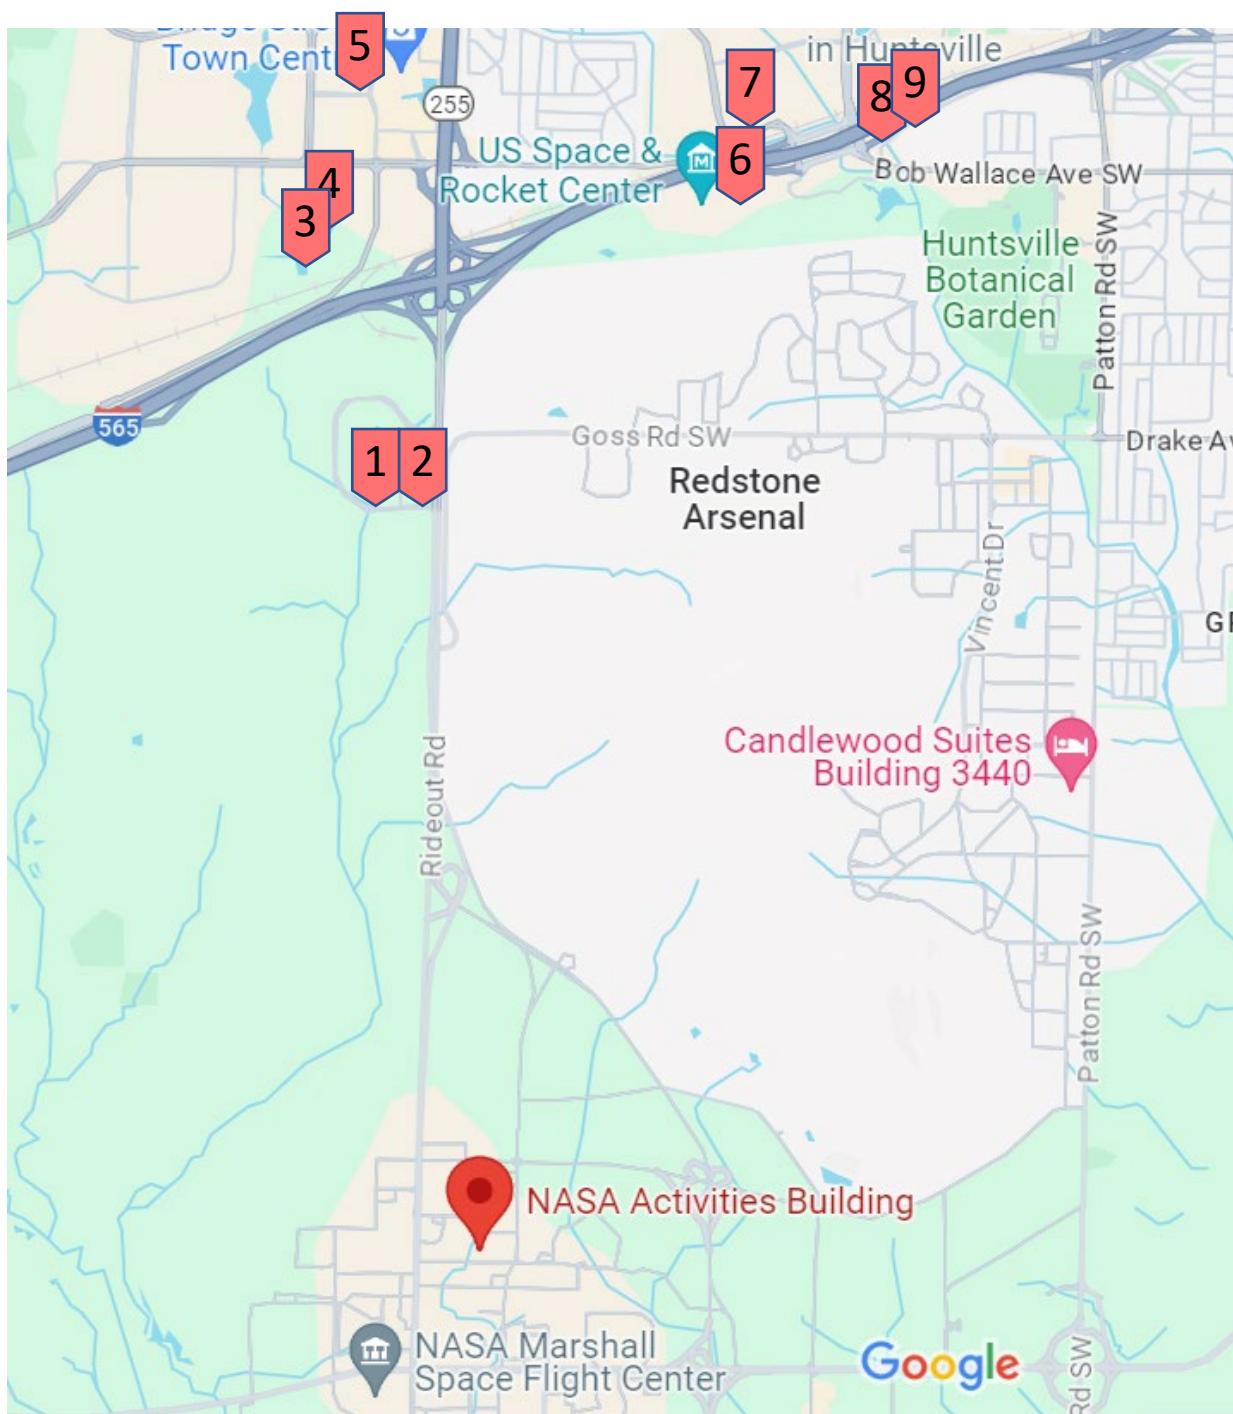 5
Town Cent
255
7
in Huntsville
8
9
US Space &
Rocket Center
6
Bob Wallace Ave SW
4
3
Huntsville
Botanical
Garden
Patton Rd SW
565
1
2
Goss Rd SW
Drake Av
Redstone
Arsenal
Vincent Dr
Candlewood Suites
Building 3440
Rideout Rd
Patton Rd SW
NASA Activities Building
NASA Marshall
Space Flight Center
Google
Rd SW